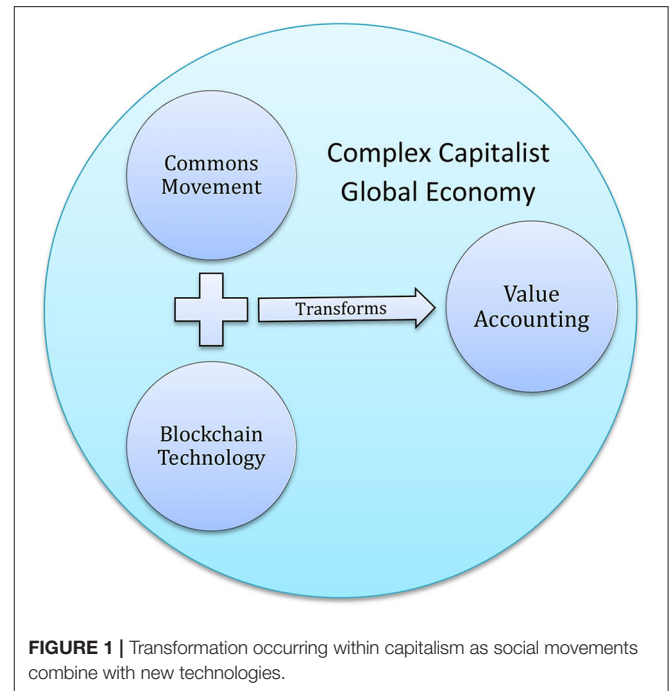 Commons
Movement
Complex Capitalist
Global Economy
Transforms
Value
Accounting
Blockchain
Technology
FIGURE 1 | Transformation occurring within capitalism as social movements
combine with new technologies.